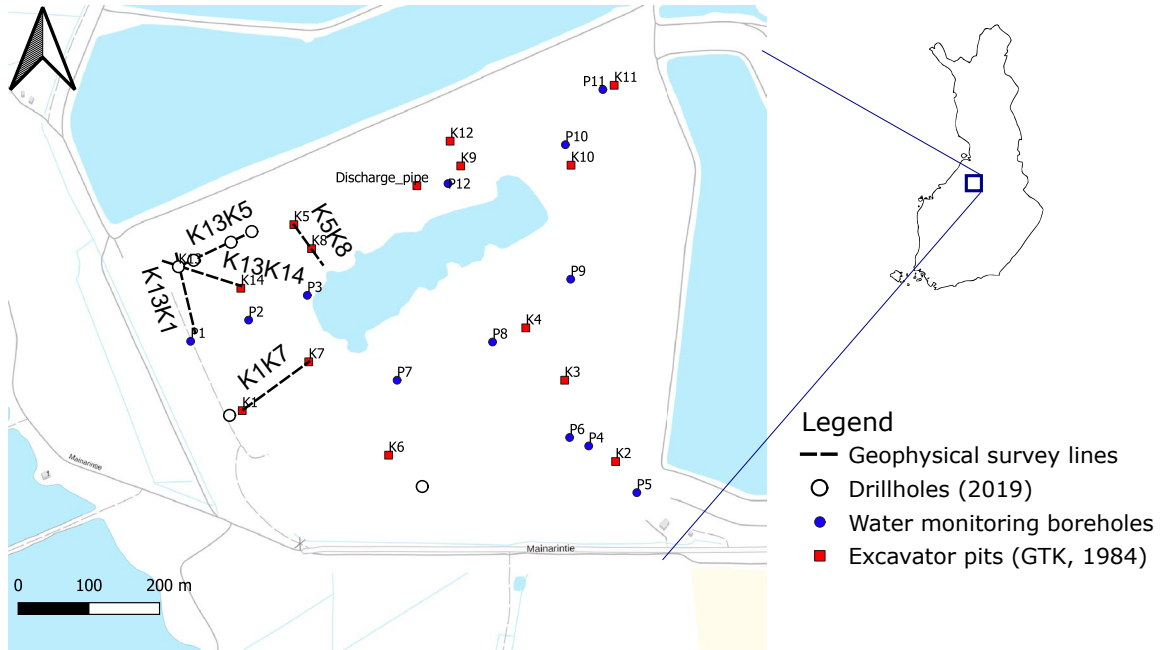 K11
P11
K12
P10
K9
K10
Discharge_pipe
P12
K13K5
K5
K5K8
K8
K13
K13K14
K14
P9
P3
K13K1
P2
K4
P1
P8
K1K7
K7
P7
K3
K1
P6
P4
K6
K2
Mainarintie
P5
Mainarintie
0 100 200 m
Legend
Geophysical survey lines
Drillholes (2019)
Water monitoring boreholes
Excavator pits (GTK, 1984)